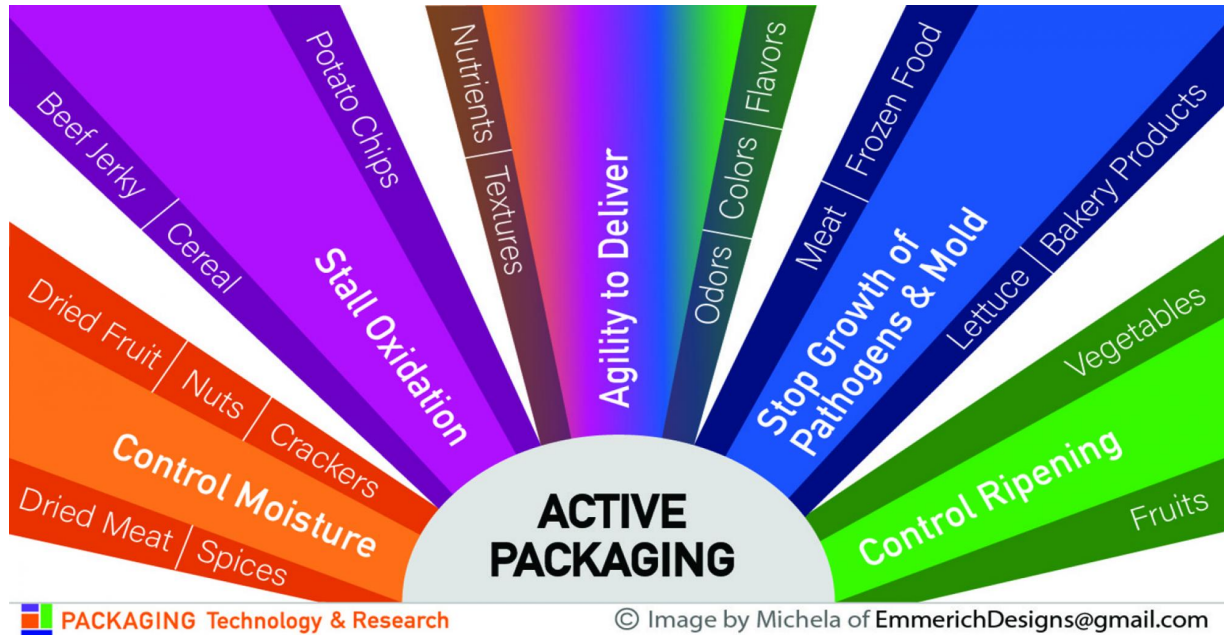 Dried Fruit | Nuts | Crackers
Control Moisture
Dried Meat | Spices
Potato Chips
Stall Oxidation
Beef Jerky | Cereal
Nutrients | Textures
Agility to Deliver
Odors | Colors | Flavors
Meat | Frozen Food
Stop Growth of
Pathogens & Mold
Lettuce | Bakery Products
Vegetables
Control Ripening
Fruits
ACTIVE
PACKAGING
PACKAGING Technology & Research
© Image by Michela of EmmerichDesigns@gmail.com